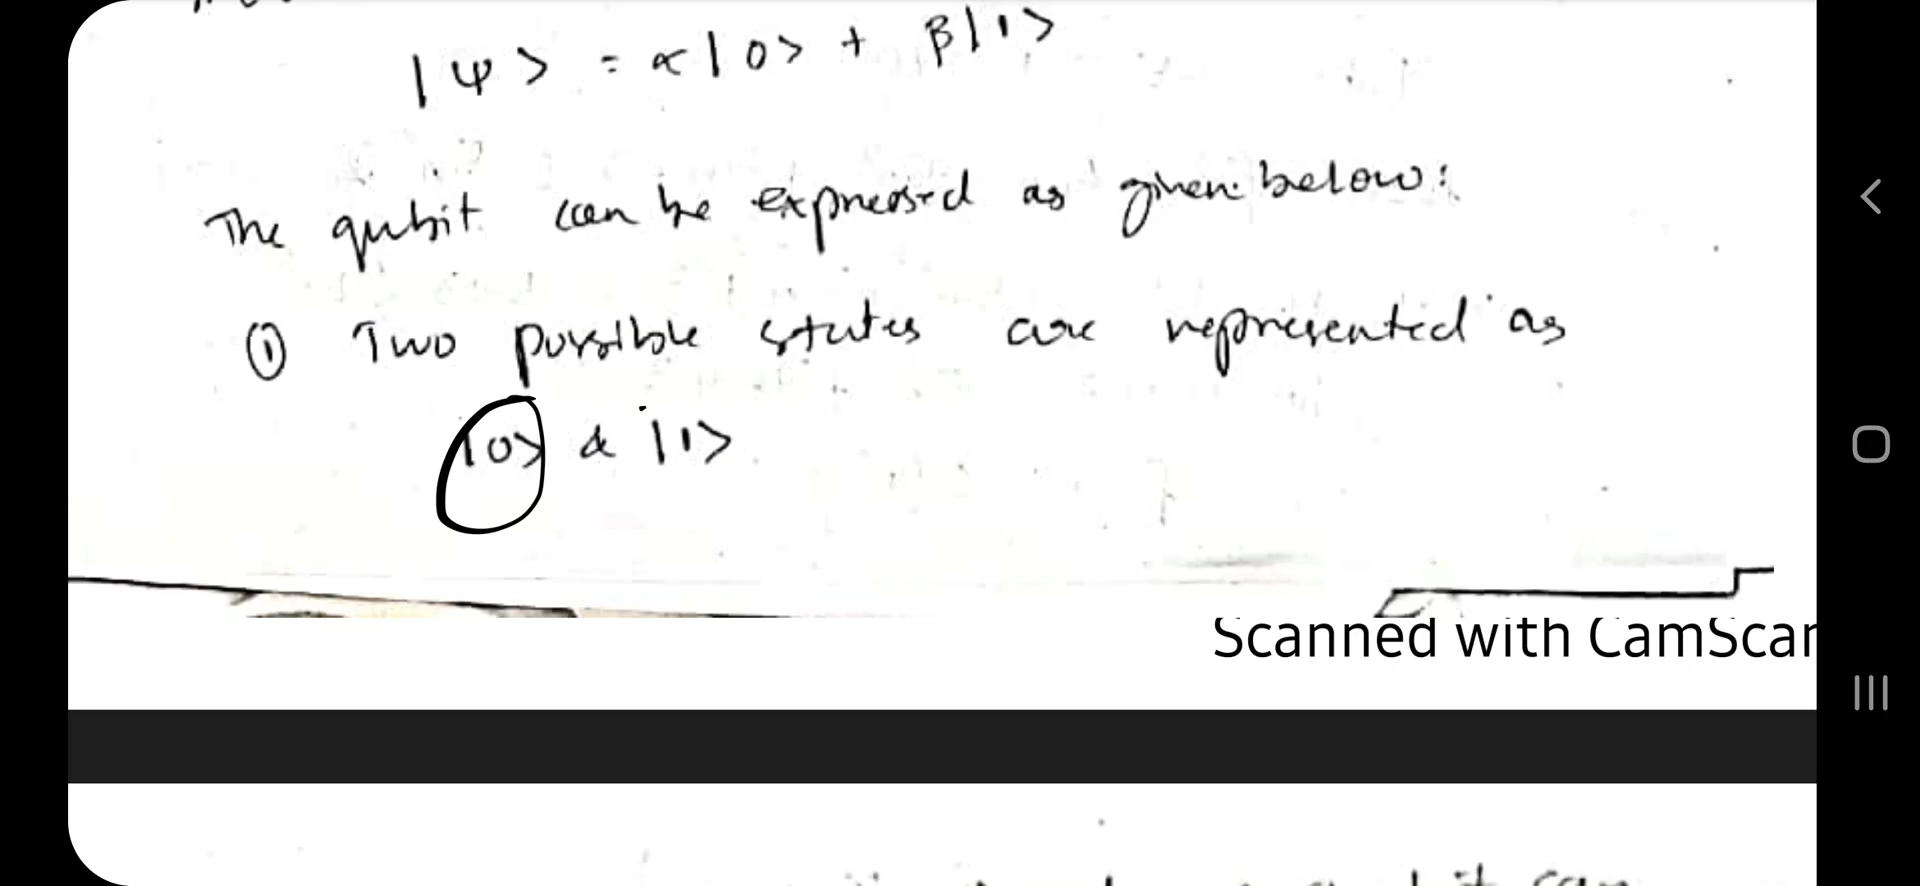 |ψ> = α|0> + β|1>
The qubit can be expressed as given below:
① Two possible states are represented as
|0> & |1>
Scanned with CamScan